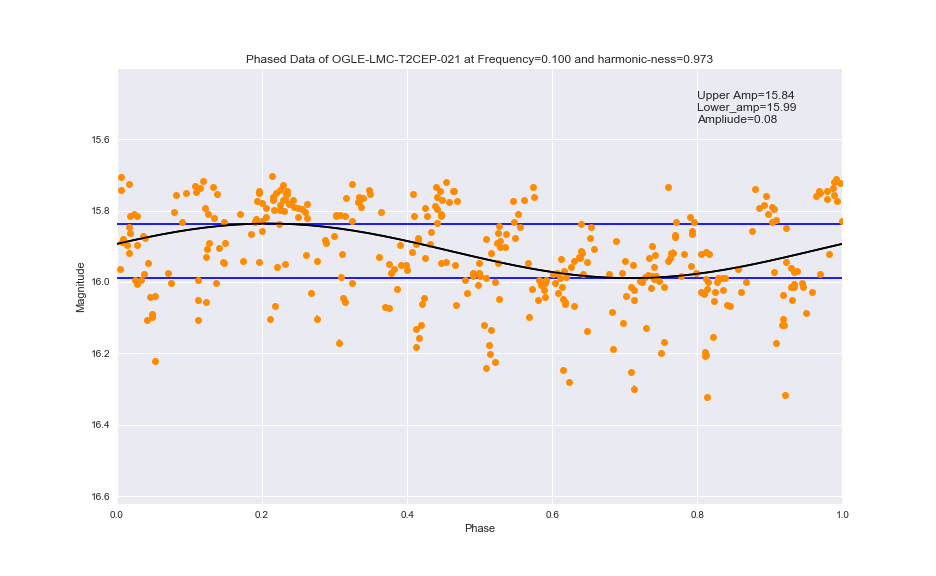 Phased Data of OGLE-LMC-T2CEP-021 at Frequency=0.100 and harmonic-ness=0.973
Upper Amp=15.84
Lower_amp=15.99
Ampliude=0.08
15.6
15.8
16.0
16.2
16.4
16.6
Magnitude
0.0 0.2 0.4 0.6 0.8 1.0
Phase